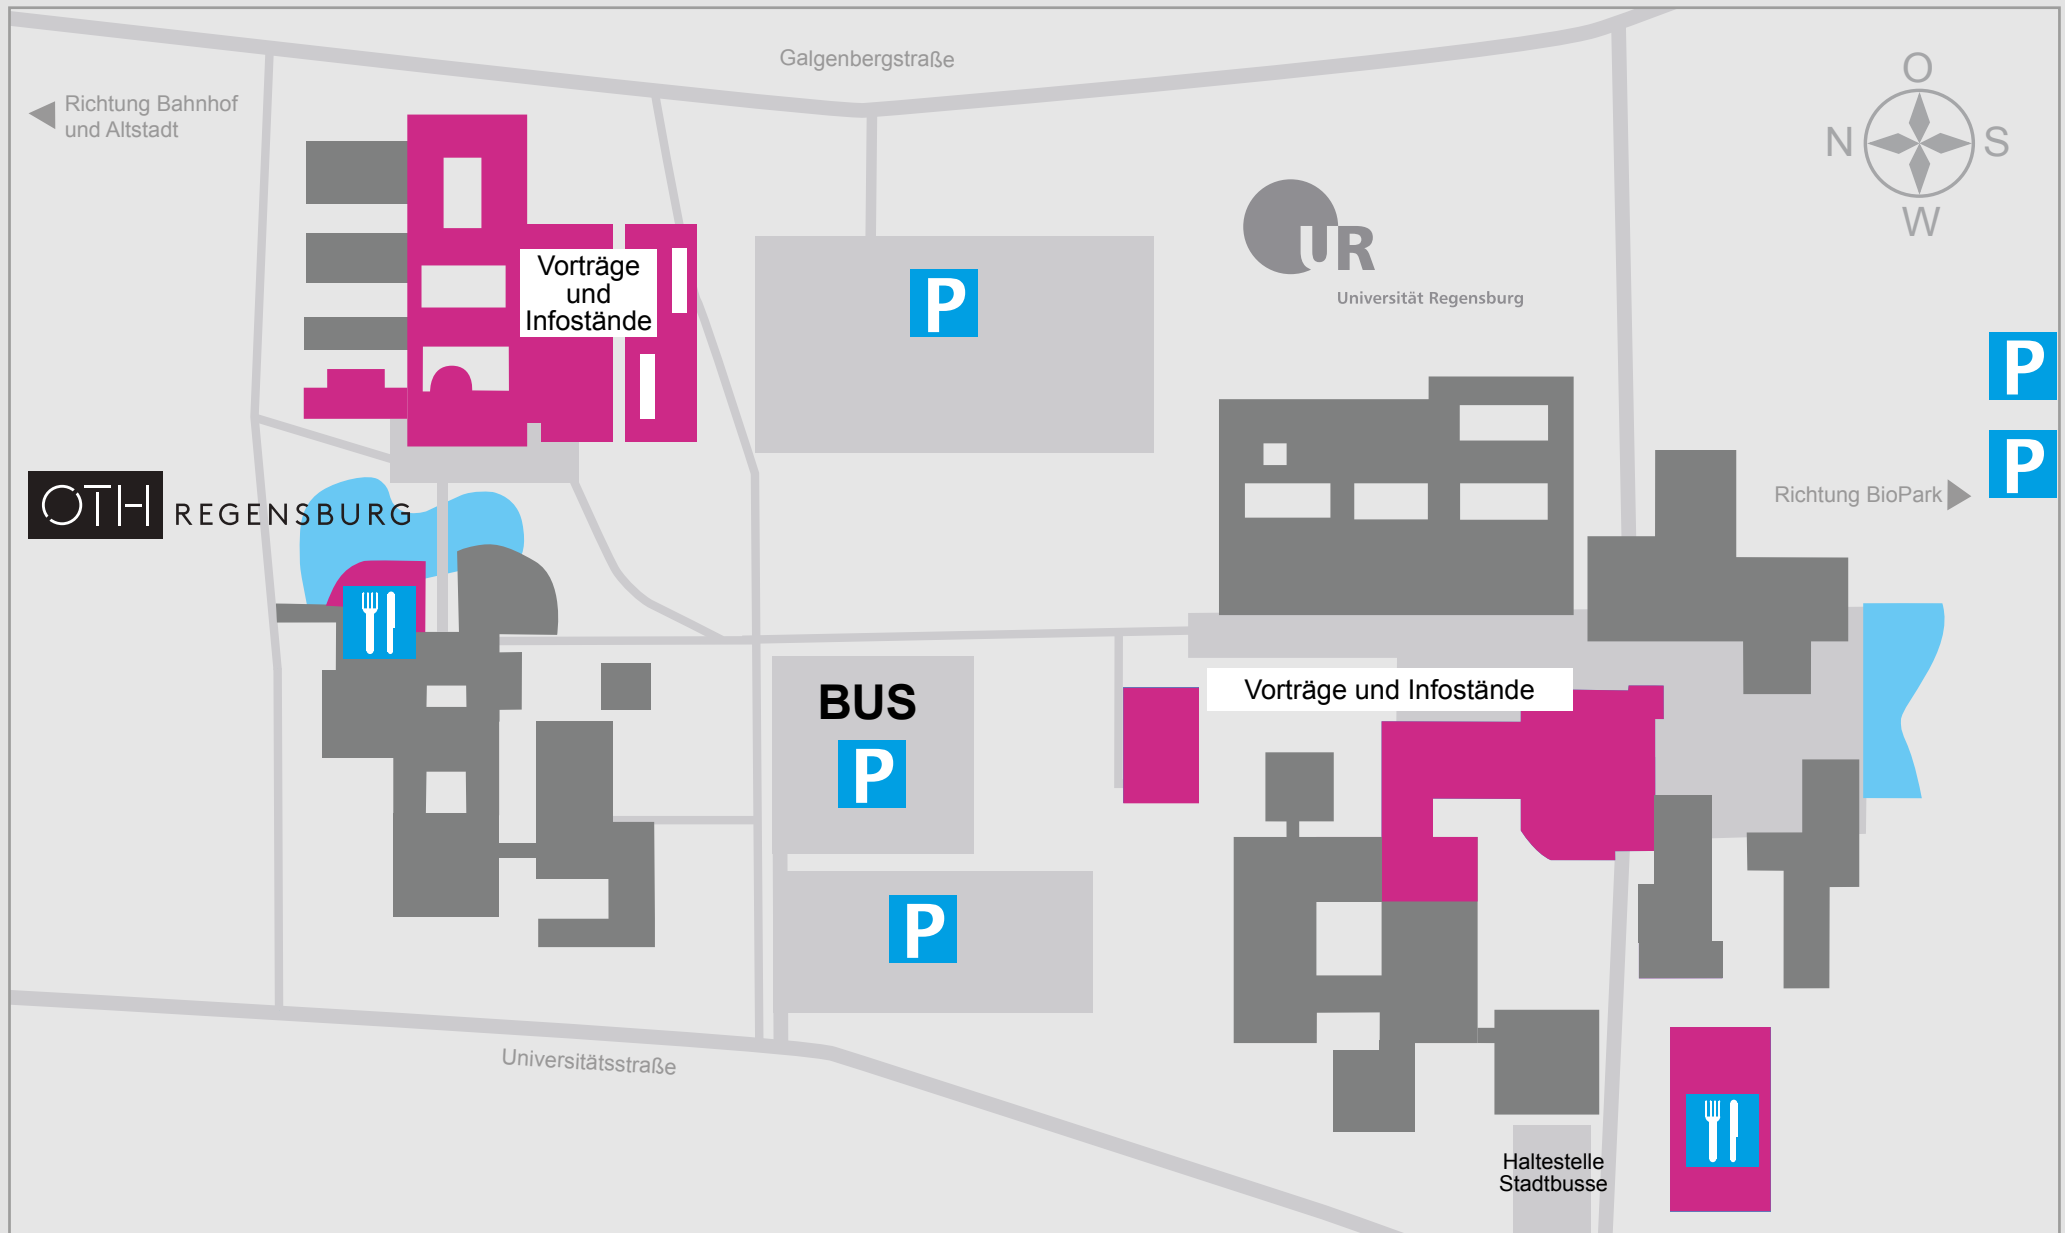 Galgenbergstraße
Richtung Bahnhof
und Altstadt
O
N
S
W
UR
Universität Regensburg
Vorträge
und
Infostände
P
P
P
Richtung BioPark
OTH REGENSBURG
BUS
P
Vorträge und Infostände
P
Universitätsstraße
Haltestelle
Stadtbusse